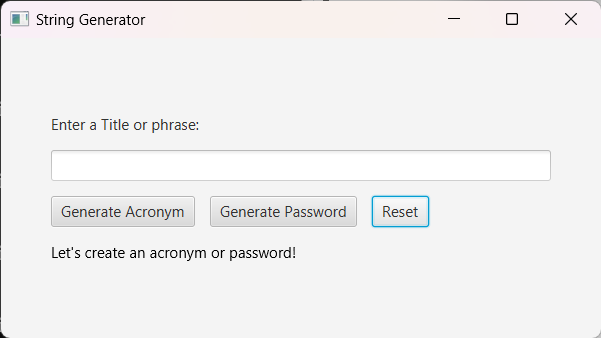 String Generator
Enter a Title or phrase:
Generate Acronym Generate Password Reset
Let's create an acronym or password!